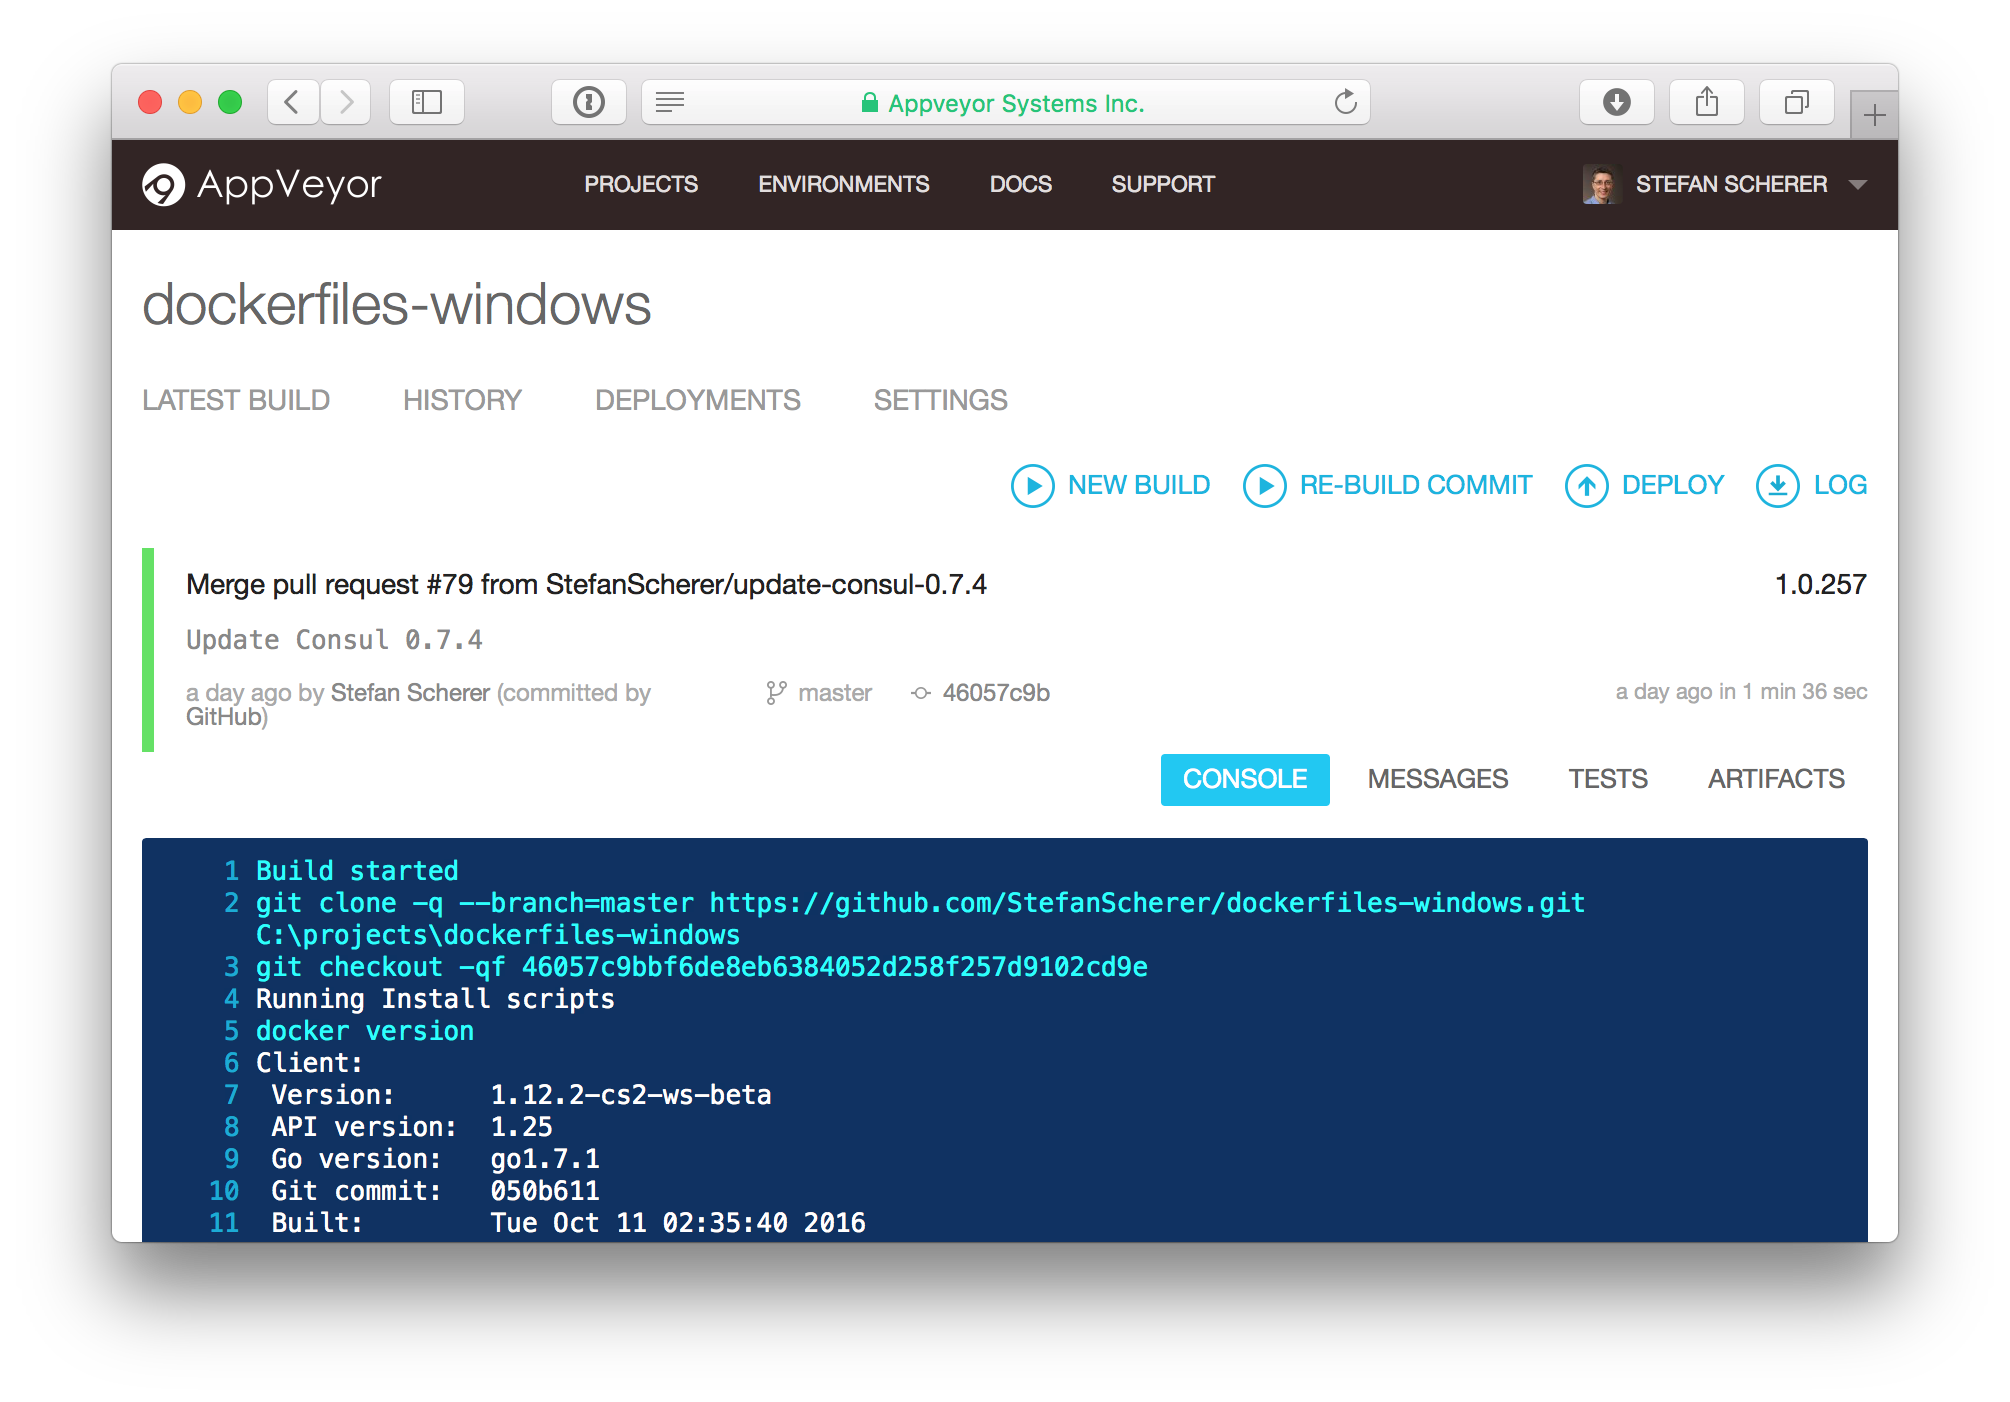 Appveyor Systems Inc.
AppVeyor PROJECTS ENVIRONMENTS DOCS SUPPORT STEFAN SCHERER
dockerfiles-windows
LATEST BUILD HISTORY DEPLOYMENTS SETTINGS
NEW BUILD RE-BUILD COMMIT DEPLOY LOG
Merge pull request #79 from StefanScherer/update-consul-0.7.4 1.0.257
Update Consul 0.7.4
a day ago by Stefan Scherer (committed by master 46057c9b a day ago in 1 min 36 sec
GitHub)
CONSOLE MESSAGES TESTS ARTIFACTS
1 Build started
2 git clone -q --branch=master https://github.com/StefanScherer/dockerfiles-windows.git
C:\projects\dockerfiles-windows
3 git checkout -qf 46057c9bbf6de8eb6384052d258f257d9102cd9e
4 Running Install scripts
5 docker version
6 Client:
7 Version: 1.12.2-cs2-ws-beta
8 API version: 1.25
9 Go version: go1.7.1
10 Git commit: 050b611
11 Built: Tue Oct 11 02:35:40 2016